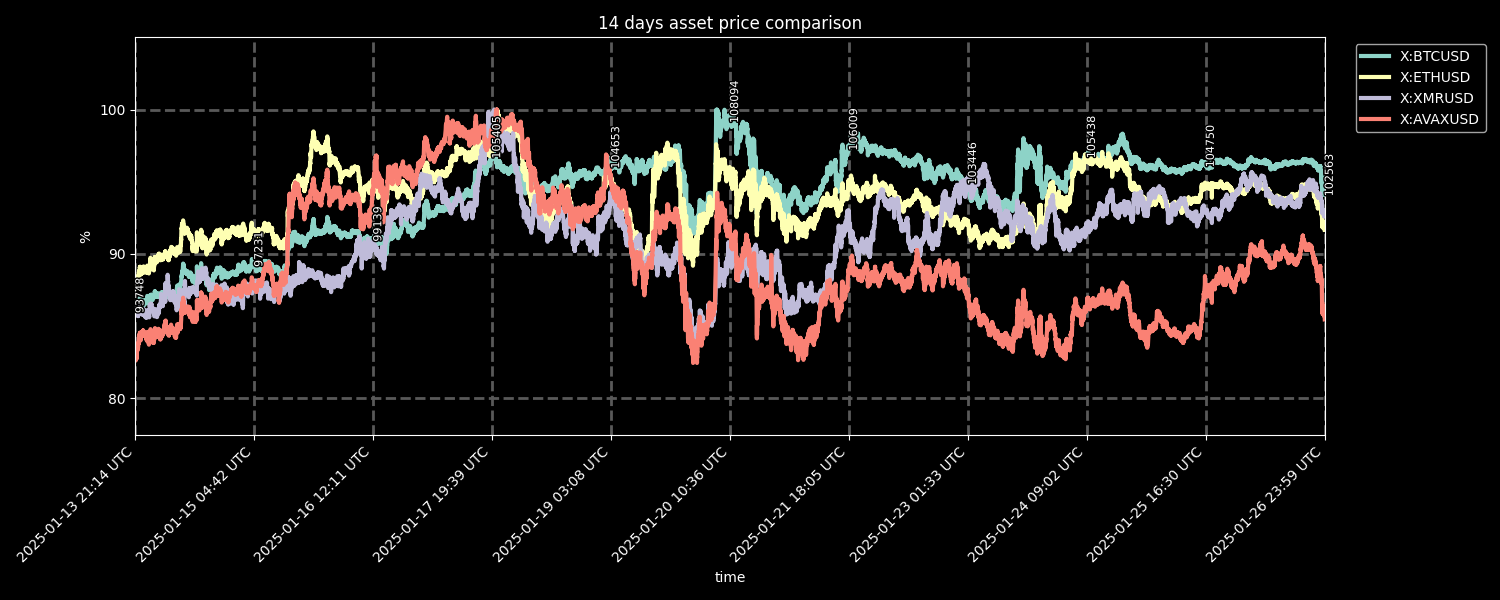 14 days asset price comparison
X:BTCUSD
X:ETHUSD
X:XMRUSD
X:AVAXUSD
100
90
80
%
93748
97231
99139
105405
104653
108094
106009
103446
105438
104750
102563
2025-01-13 21:14 UTC
2025-01-15 04:42 UTC
2025-01-16 12:11 UTC
2025-01-17 19:39 UTC
2025-01-19 03:08 UTC
2025-01-20 10:36 UTC
2025-01-21 18:05 UTC
2025-01-23 01:33 UTC
2025-01-24 09:02 UTC
2025-01-25 16:30 UTC
2025-01-26 23:59 UTC
time